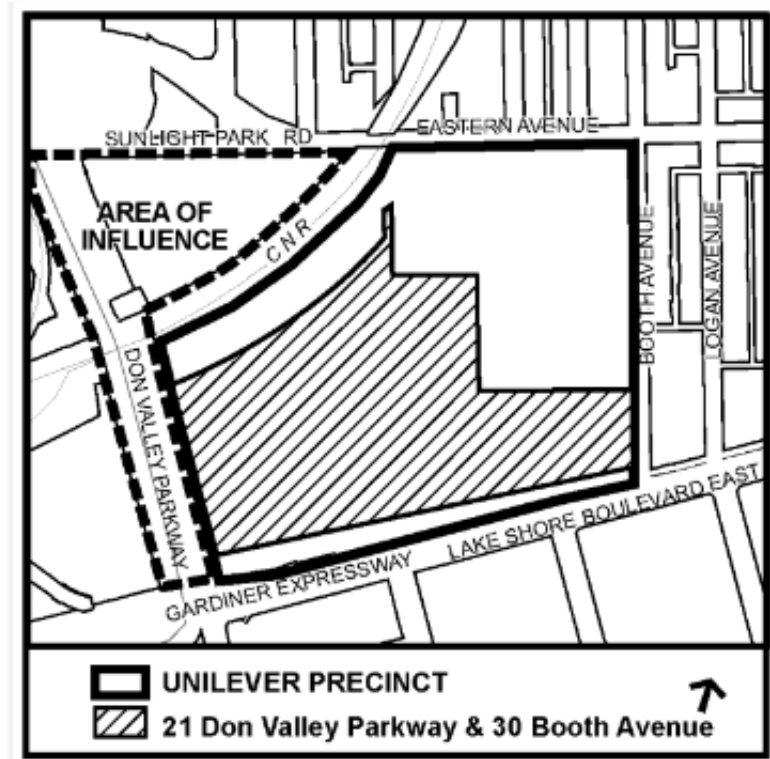 SUNLIGHT PARK RD
EASTERN AVENUE
AREA OF
INFLUENCE
C N R
BOOTH AVENUE
LOGAN AVENUE
DON VALLEY PARKWAY
LAKE SHORE BOULEVARD EAST
GARDINER EXPRESSWAY
UNILEVER PRECINCT
21 Don Valley Parkway & 30 Booth Avenue